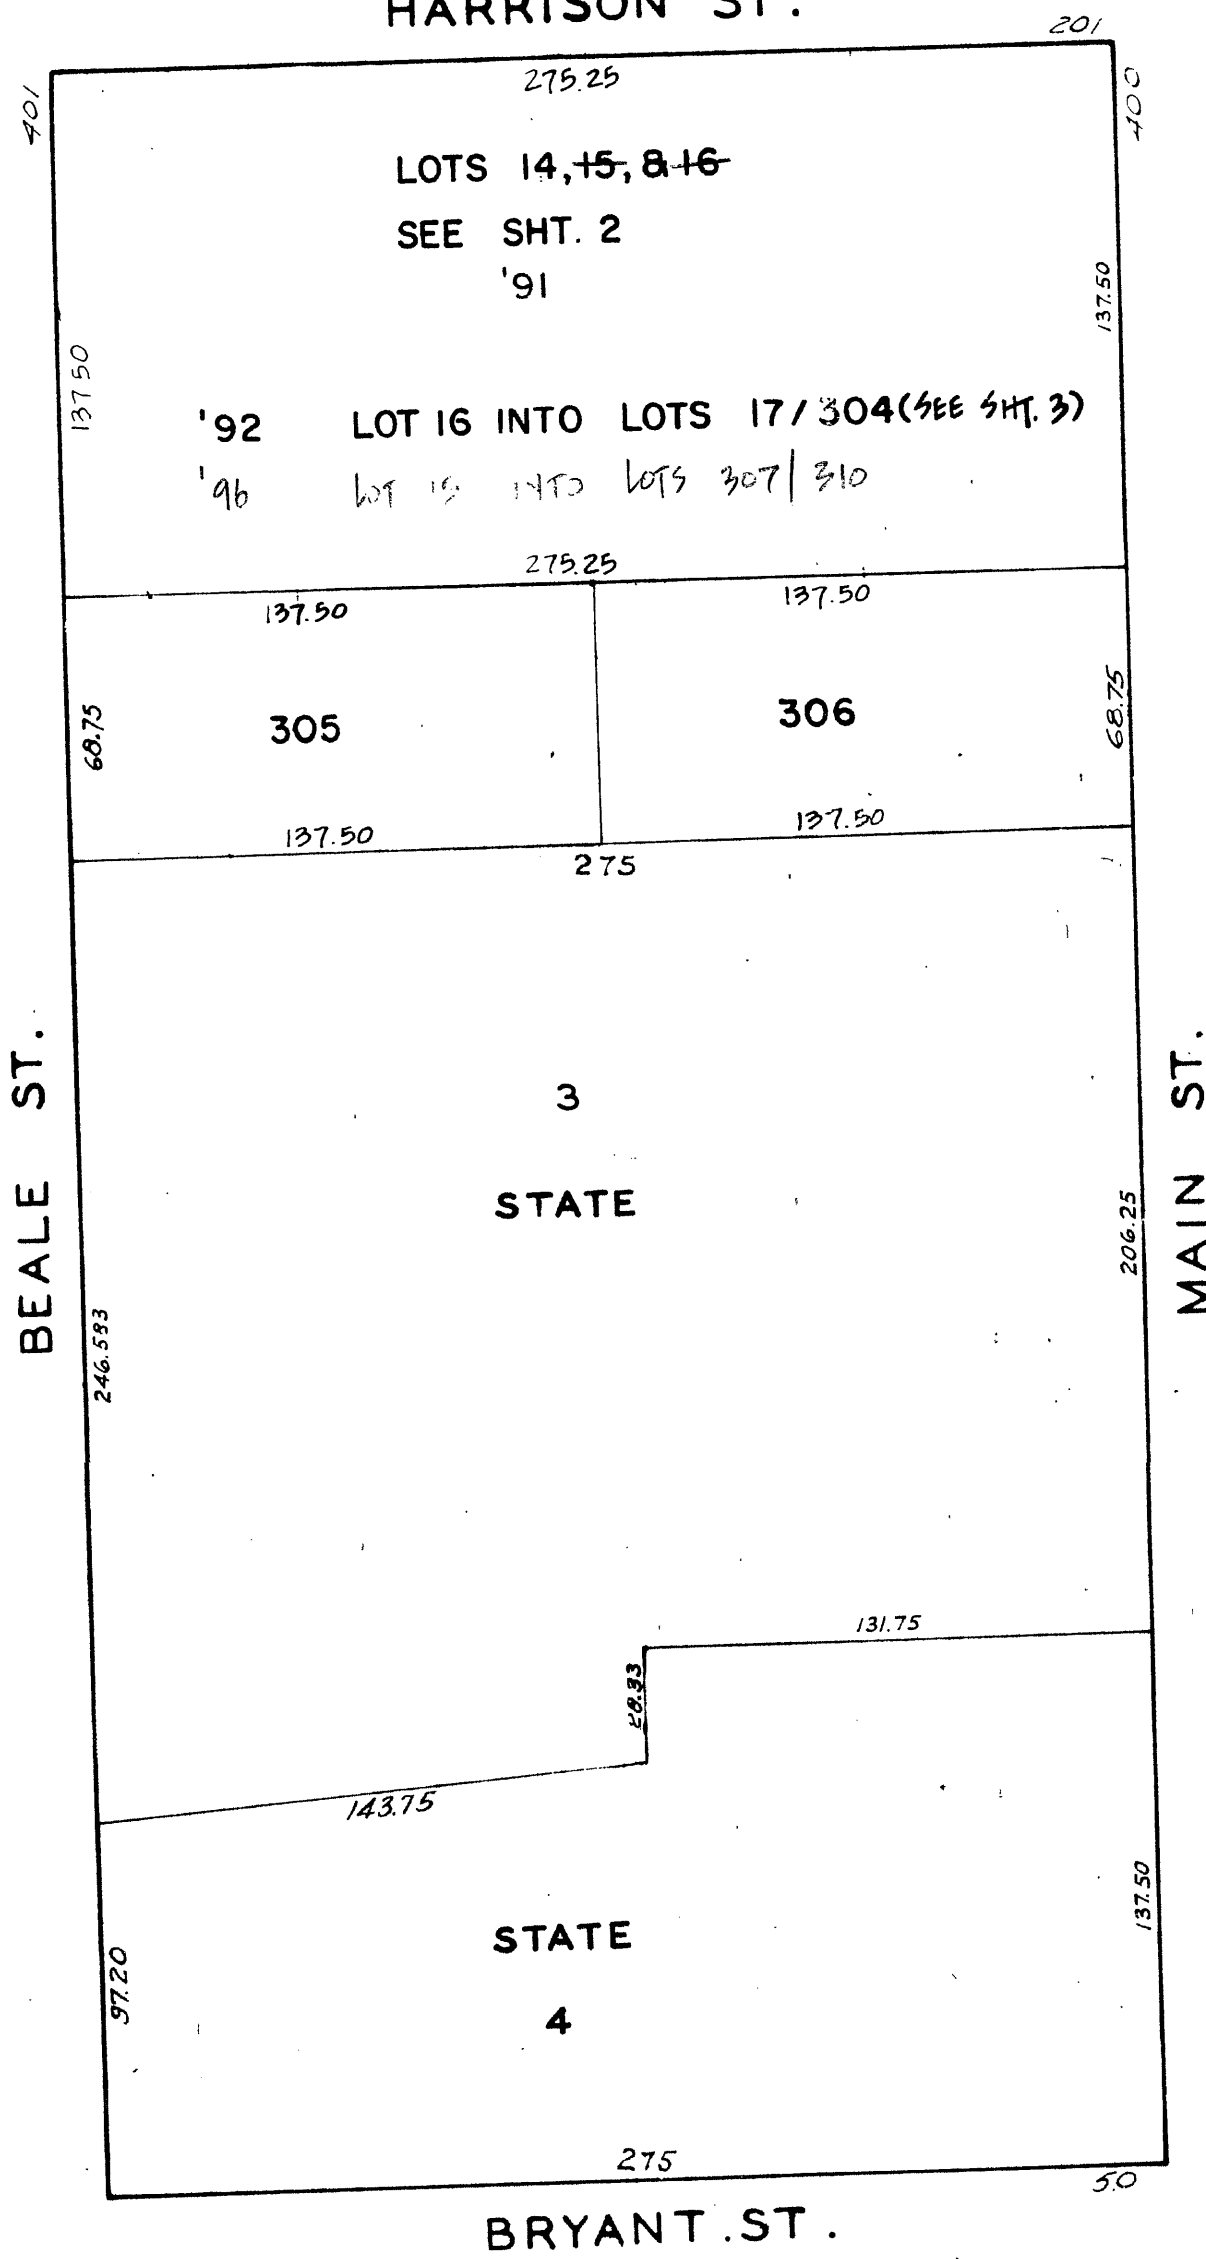 HARRISON ST.
201
401
275.25
400
LOTS 14, 15, & 16
SEE SHT. 2
'91
137.50
137 50
'92 LOT 16 INTO LOTS 17/304 (SEE SHT. 3)
'96 LOT 15 INTO LOTS 307/310
275.25
137.50
137.50
68.75
305
306
68.75
137.50
137.50
275
BEALE ST.
3
MAIN ST.
STATE
206.25
246.583
131.75
28.33
143.75
137.50
STATE
97.20
4
275
50
BRYANT ST.